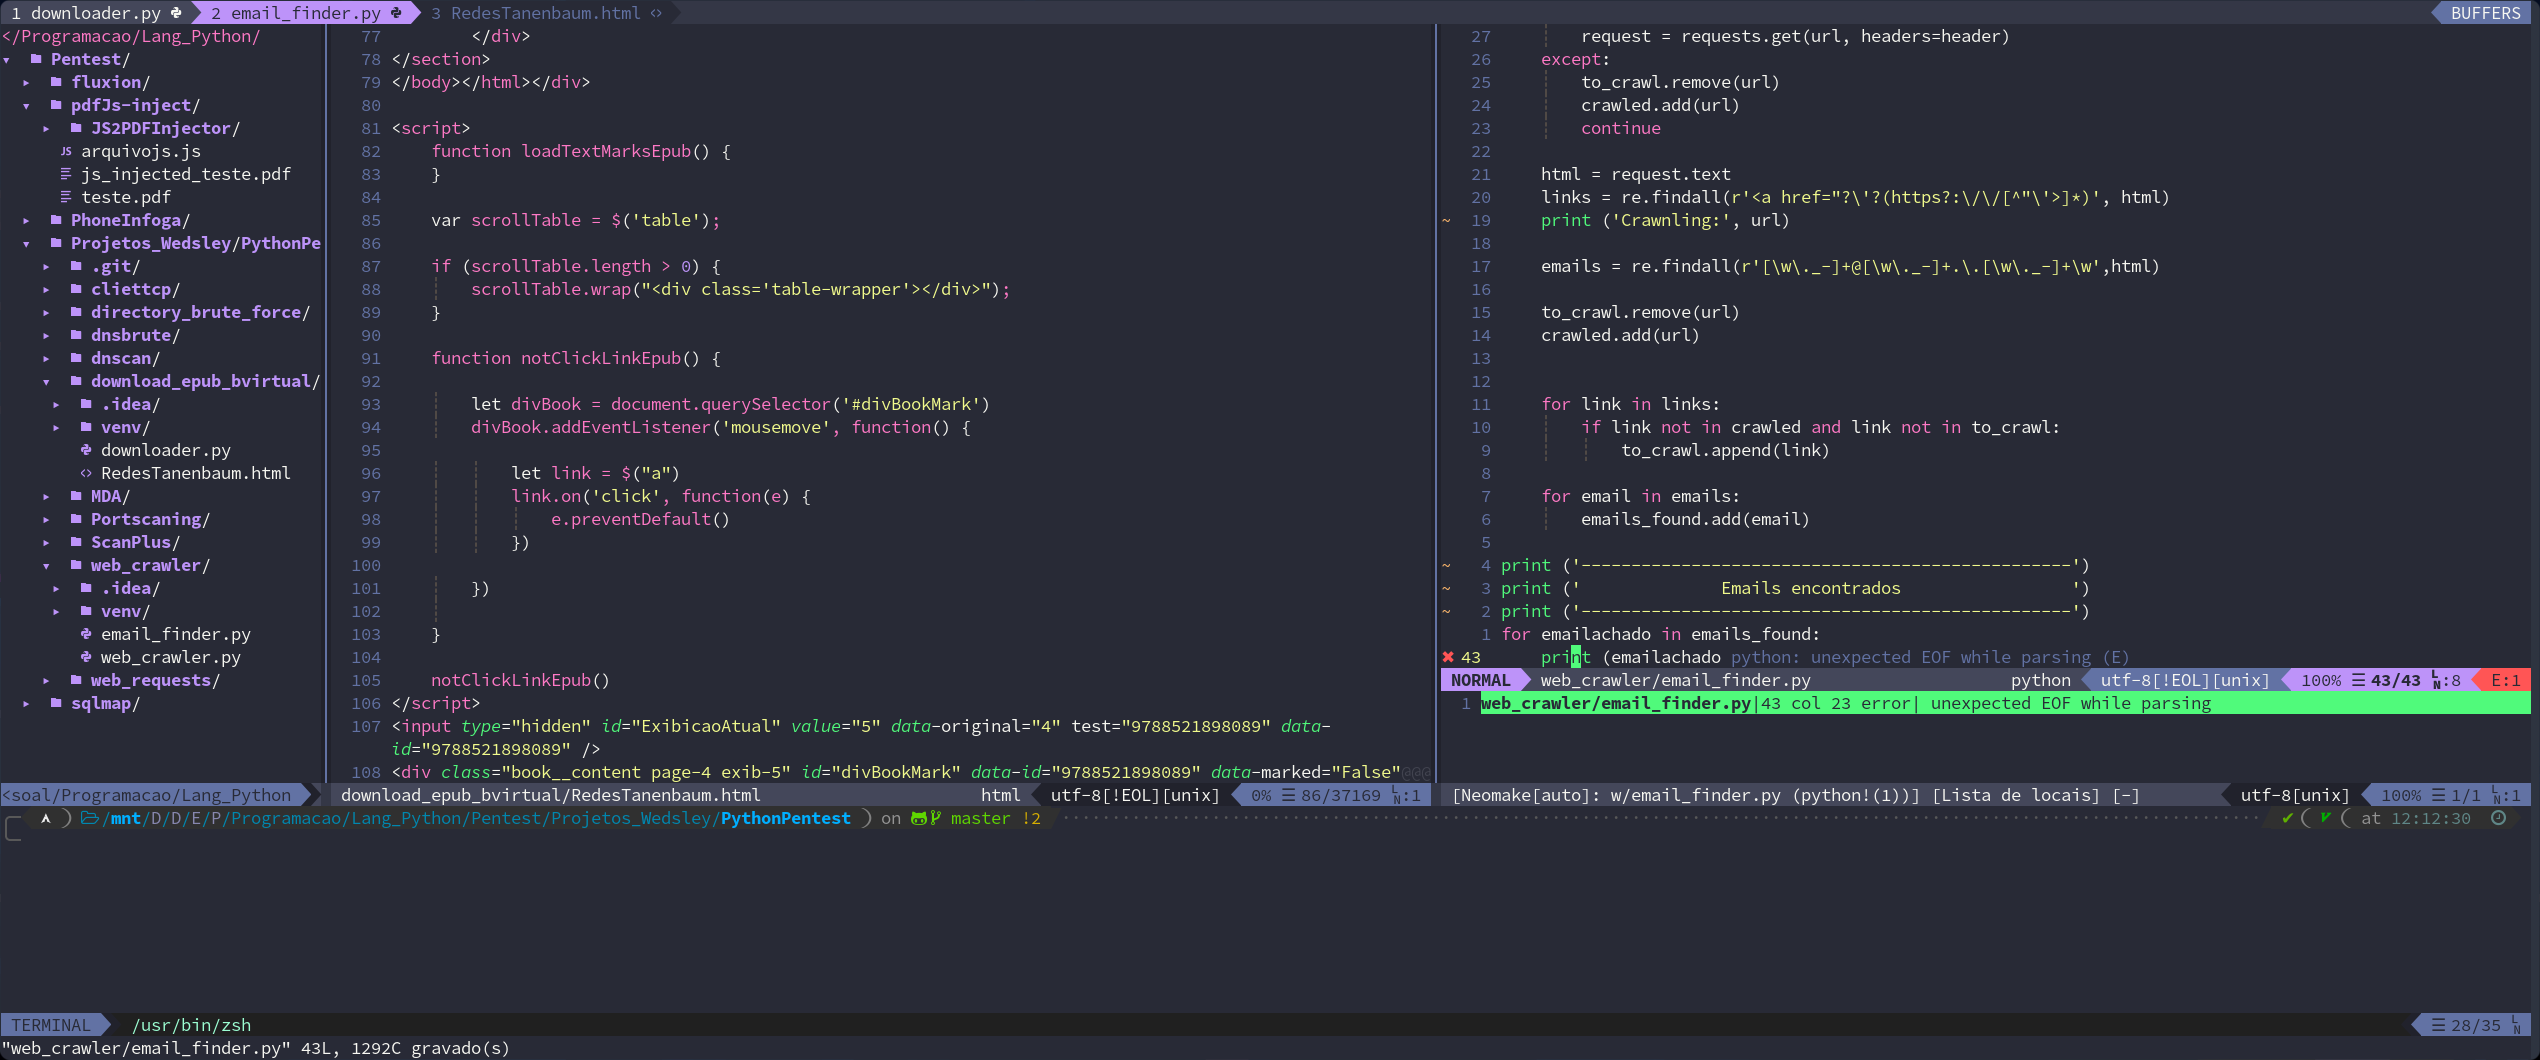 1 downloader.py 2 email_finder.py 3 RedesTanenbaum.html <> BUFFERS
</Programacao/Lang_Python/
▾ Pentest/
▸ fluxion/
▾ pdfJs-inject/
▸ JS2PDFInjector/
JS arquivojs.js
js_injected_teste.pdf
teste.pdf
▸ PhoneInfoga/
▾ Projetos_Wedsley/PythonPe
▸ .git/
▸ cliettcp/
▸ directory_brute_force/
▸ dnsbrute/
▸ dnscan/
▾ download_epub_bvirtual/
▸ .idea/
▸ venv/
downloader.py
<> RedesTanenbaum.html
▸ MDA/
▸ Portscaning/
▸ ScanPlus/
▾ web_crawler/
▸ .idea/
▸ venv/
email_finder.py
web_crawler.py
▸ web_requests/
▸ sqlmap/
<soal/Programacao/Lang_Python
77         </div>
78 </section>
79 </body></html></div>
80
81 <script>
82     function loadTextMarksEpub() {
83     }
84
85     var scrollTable = $('table');
86
87     if (scrollTable.length > 0) {
88         scrollTable.wrap("<div class='table-wrapper'></div>");
89     }
90
91     function notClickLinkEpub() {
92
93         let divBook = document.querySelector('#divBookMark')
94         divBook.addEventListener('mousemove', function() {
95
96             let link = $("a")
97             link.on('click', function(e) {
98                 e.preventDefault()
99             })
100
101         })
102
103     }
104
105     notClickLinkEpub()
106 </script>
107 <input type="hidden" id="ExibicaoAtual" value="5" data-original="4" test="9788521898089" data-
id="9788521898089" />
108 <div class="book__content page-4 exib-5" id="divBookMark" data-id="9788521898089" data-marked="False"@@@
download_epub_bvirtual/RedesTanenbaum.html html utf-8[!EOL][unix] 0% ☰ 86/37169 LN:1
27         request = requests.get(url, headers=header)
26     except:
25         to_crawl.remove(url)
24         crawled.add(url)
23         continue
22
21     html = request.text
20     links = re.findall(r'<a href="?\'?(https?:\/\/[^"\'>]*)', html)
~ 19     print ('Crawnling:', url)
18
17     emails = re.findall(r'[\w\._-]+@[\w\._-]+.\.[\w\._-]+\w',html)
16
15     to_crawl.remove(url)
14     crawled.add(url)
13
12
11     for link in links:
10         if link not in crawled and link not in to_crawl:
9             to_crawl.append(link)
8
7     for email in emails:
6         emails_found.add(email)
5
~ 4 print ('-------------------------------------------------')
~ 3 print ('              Emails encontrados                 ')
~ 2 print ('-------------------------------------------------')
1 for emailachado in emails_found:
✖ 43     print (emailachado python: unexpected EOF while parsing (E)
NORMAL web_crawler/email_finder.py python utf-8[!EOL][unix] 100% ☰ 43/43 LN:8 E:1
1 web_crawler/email_finder.py|43 col 23 error| unexpected EOF while parsing
[Neomake[auto]: w/email_finder.py (python!(1))] [Lista de locais] [-] utf-8[unix] 100% ☰ 1/1 LN:1
/mnt/D/D/E/P/Programacao/Lang_Python/Pentest/Projetos_Wedsley/PythonPentest on master !2 ✔ V at 12:12:30
TERMINAL /usr/bin/zsh ☰ 28/35 LN
"web_crawler/email_finder.py" 43L, 1292C gravado(s)